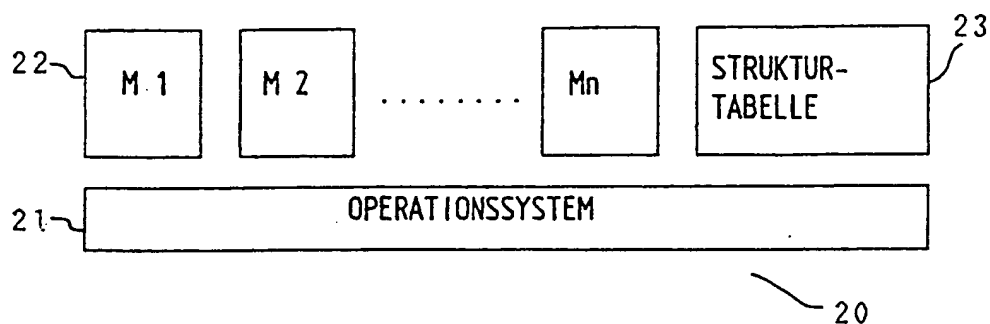 23
22
M 1
M 2
........
Mn
STRUKTUR-
TABELLE
21
OPERATIONSSYSTEM
20